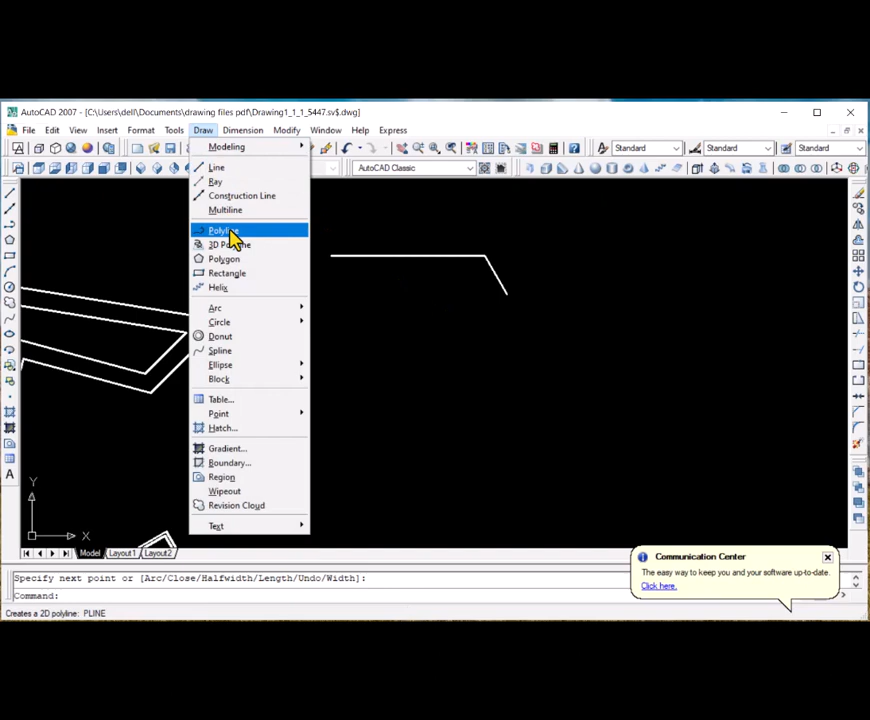 AutoCAD 2007 - [C:\Users\dell\Documents\drawing files pdf\Drawing1_1_1_5447.sv$.dwg]
File Edit View Insert Format Tools Draw Dimension Modify Window Help Express
Standard Standard Standard
AutoCAD Classic
Modeling
Line
Ray
Construction Line
Multiline
Polyline
3D Polyline
Polygon
Rectangle
Helix
Arc
Circle
Donut
Spline
Ellipse
Block
Table...
Point
Hatch...
Gradient...
Boundary...
Region
Wipeout
Revision Cloud
Text
A
Y
X
Model Layout1 Layout2
Communication Center
The easy way to keep you and your software up-to-date.
Click here.
Specify next point or [Arc/Close/Halfwidth/Length/Undo/Width]:
Command:
Creates a 2D polyline: PLINE